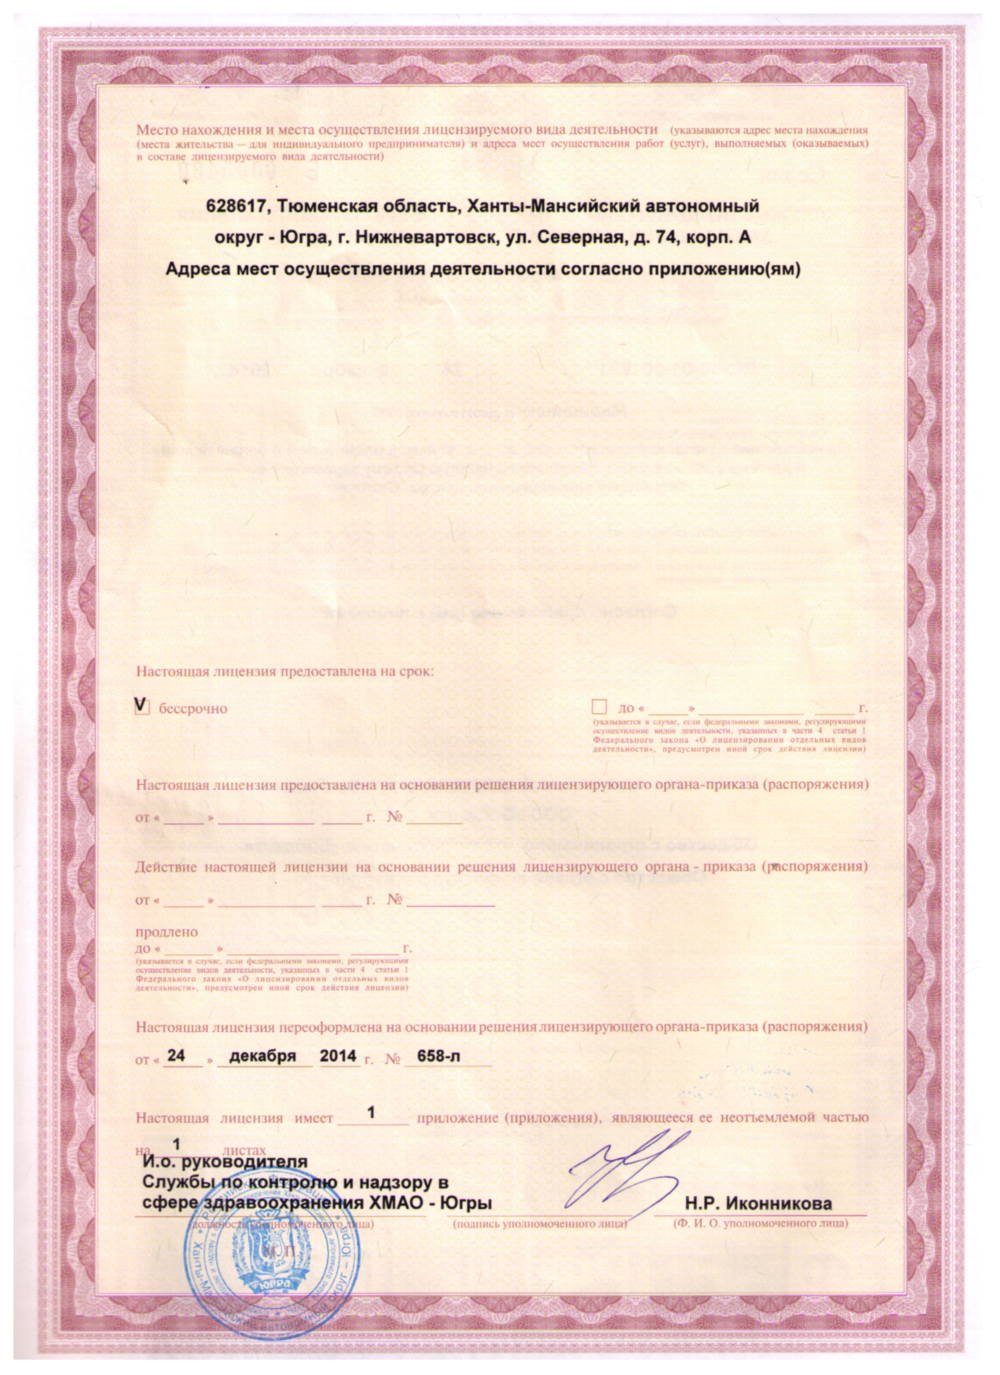 Место нахождения и места осуществления лицензируемого вида деятельности (указываются адрес места нахождения
(места жительства — для индивидуального предпринимателя) и адреса мест осуществления работ (услуг), выполняемых (оказываемых)
в составе лицензируемого вида деятельности)
628617, Тюменская область, Ханты-Мансийский автономный
округ - Югра, г. Нижневартовск, ул. Северная, д. 74, корп. А
Адреса мест осуществления деятельности согласно приложению(ям)
Настоящая лицензия предоставлена на срок:
V бессрочно
до « » г.
(указывается в случае, если федеральными законами, регулирующими
осуществление видов деятельности, указанных в части 4 статьи 1
Федерального закона «О лицензировании отдельных видов
деятельности», предусмотрен иной срок действия лицензии)
Настоящая лицензия предоставлена на основании решения лицензирующего органа-приказа (распоряжения)
от « » г. №
Действие настоящей лицензии на основании решения лицензирующего органа - приказа (распоряжения)
от « » г. №
продлено
до « » г.
(указывается в случае, если федеральными законами, регулирующими
осуществление видов деятельности, указанных в части 4 статьи 1
Федерального закона «О лицензировании отдельных видов
деятельности», предусмотрен иной срок действия лицензии)
Настоящая лицензия переоформлена на основании решения лицензирующего органа-приказа (распоряжения)
от « 24 » декабря 2014 г. № 658-л
Настоящая лицензия имеет 1 приложение (приложения), являющееся ее неотъемлемой частью
на 1 листах
И.о. руководителя
Службы по контролю и надзору в
сфере здравоохранения ХМАО - Югры
Н.Р. Иконникова
(должность уполномоченного лица) (подпись уполномоченного лица) (Ф. И. О. уполномоченного лица)
М. П.
ЮГРА